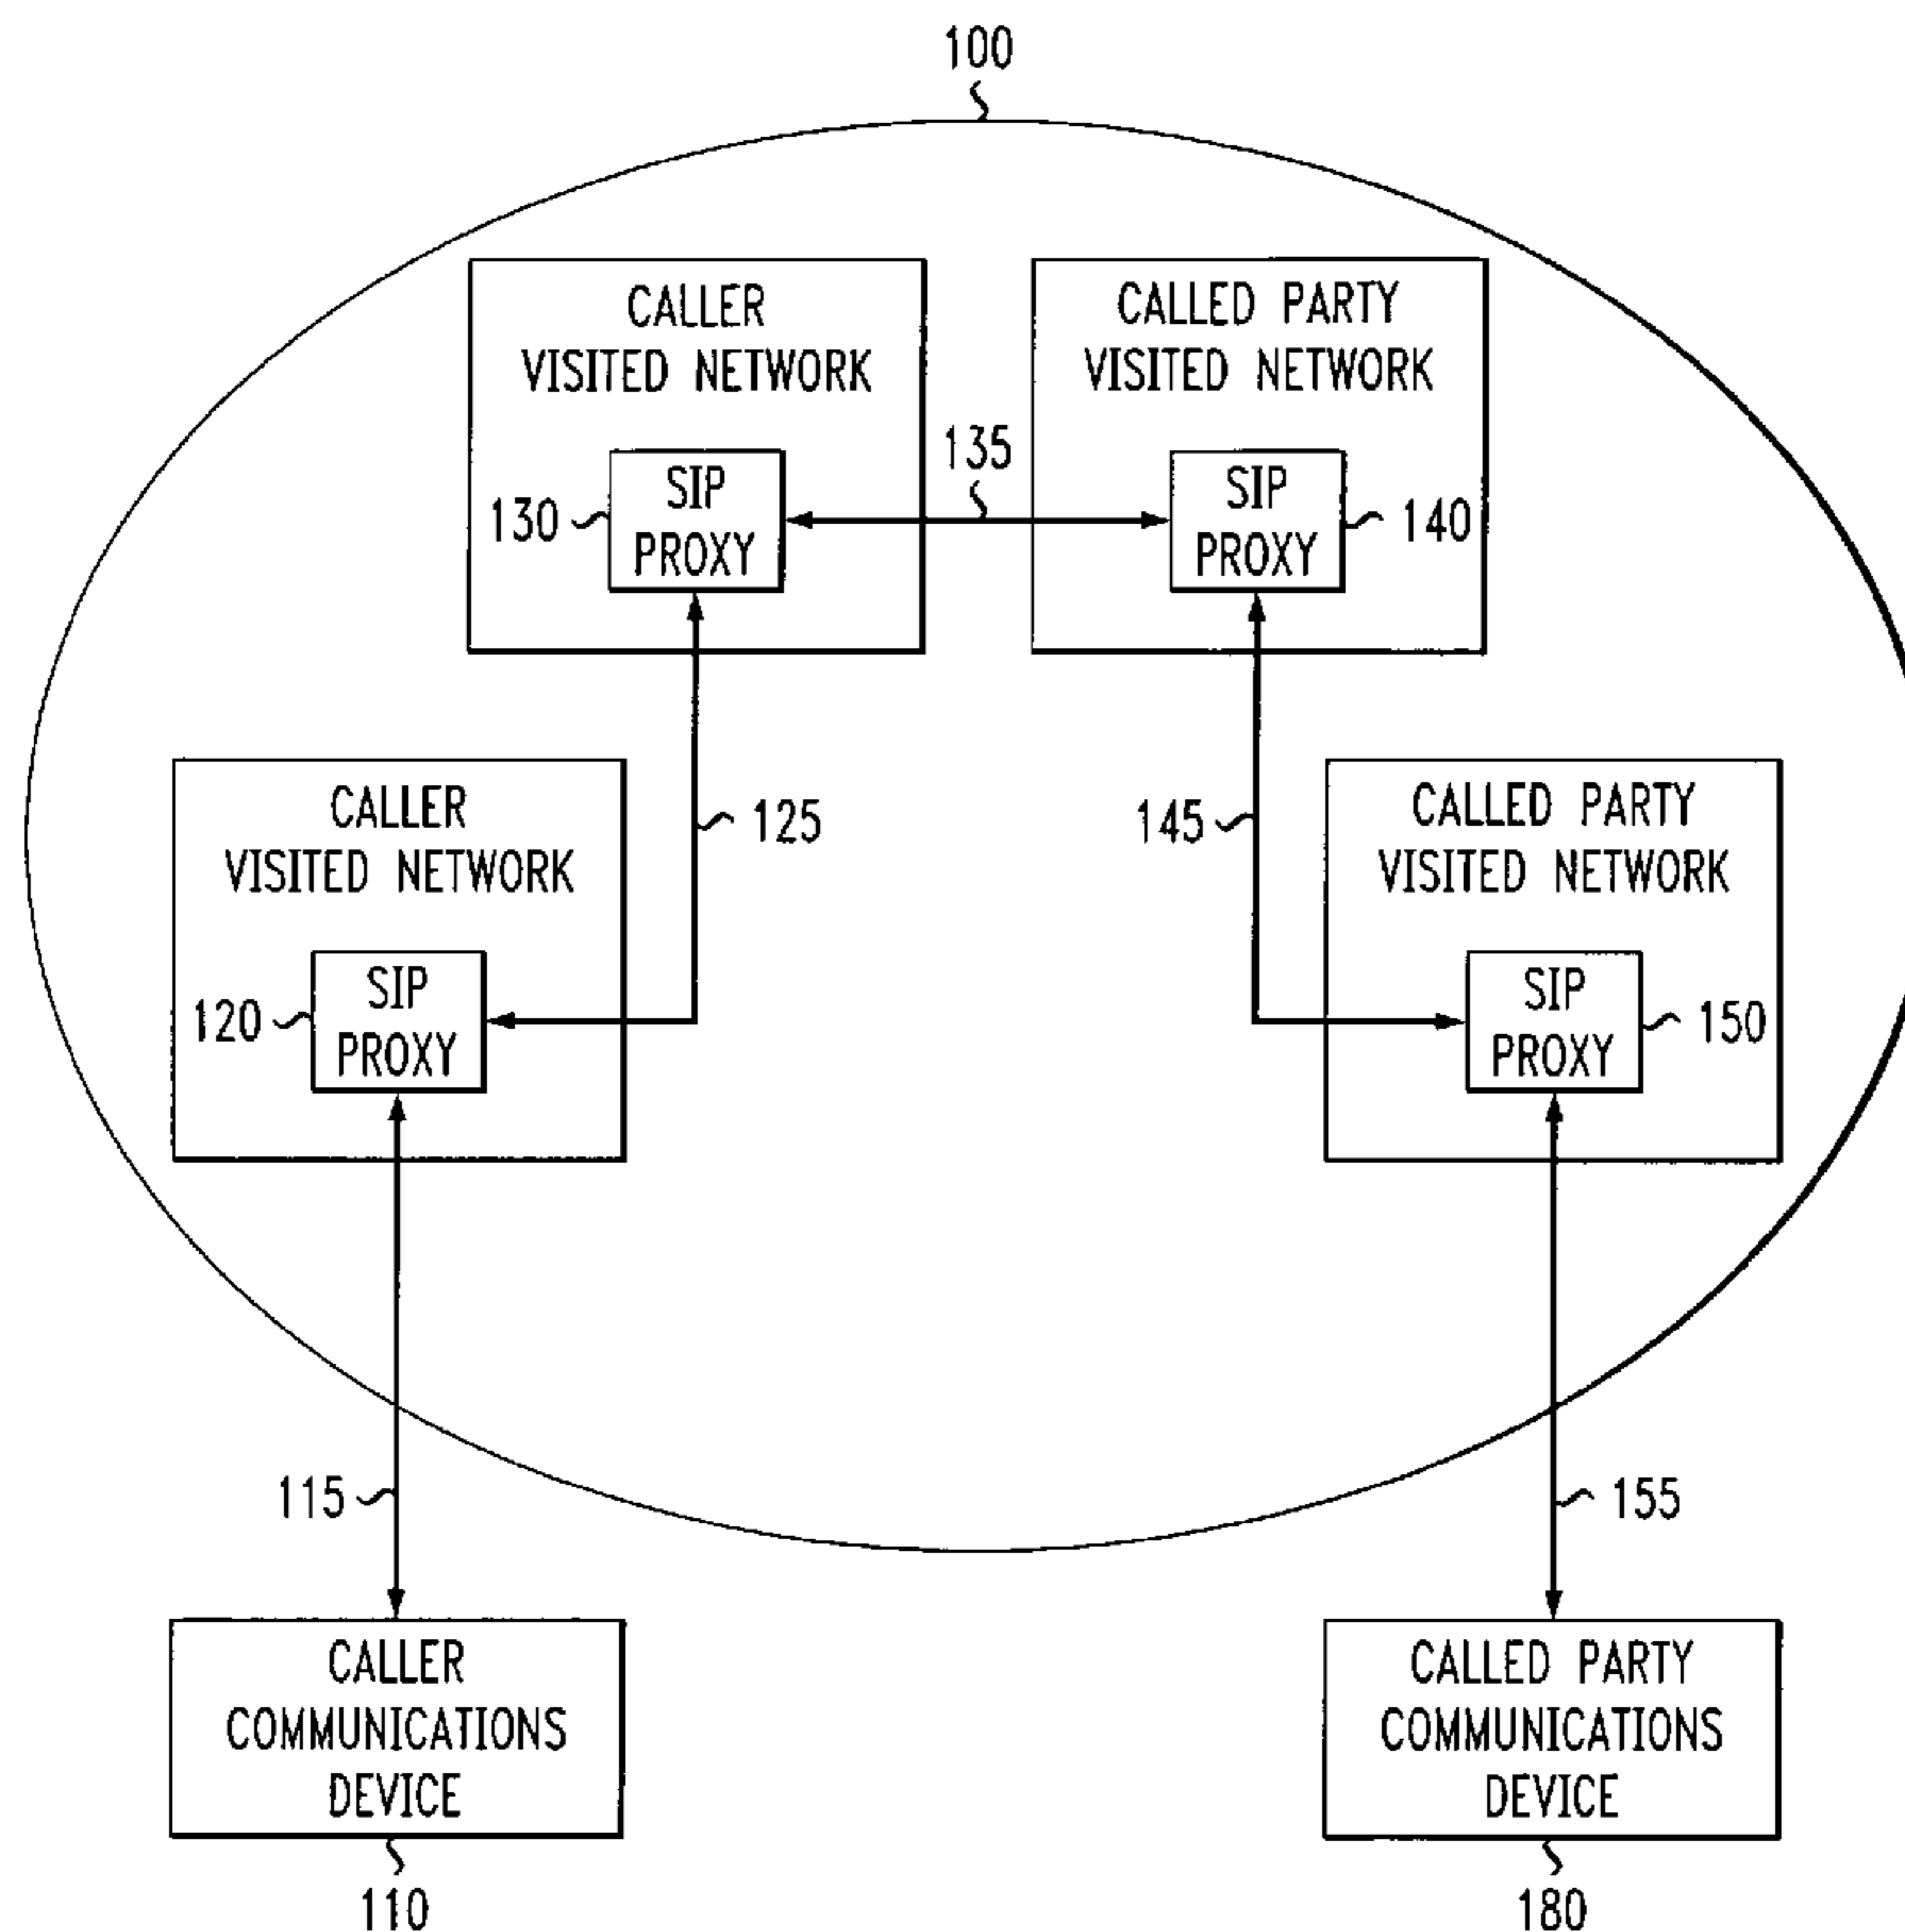 100
CALLER
VISITED NETWORK
CALLED PARTY
VISITED NETWORK
135
130
SIP
PROXY
SIP
PROXY
140
CALLER
VISITED NETWORK
125
145
CALLED PARTY
VISITED NETWORK
120
SIP
PROXY
SIP
PROXY
150
115
155
CALLER
COMMUNICATIONS
DEVICE
CALLED PARTY
COMMUNICATIONS
DEVICE
110
180